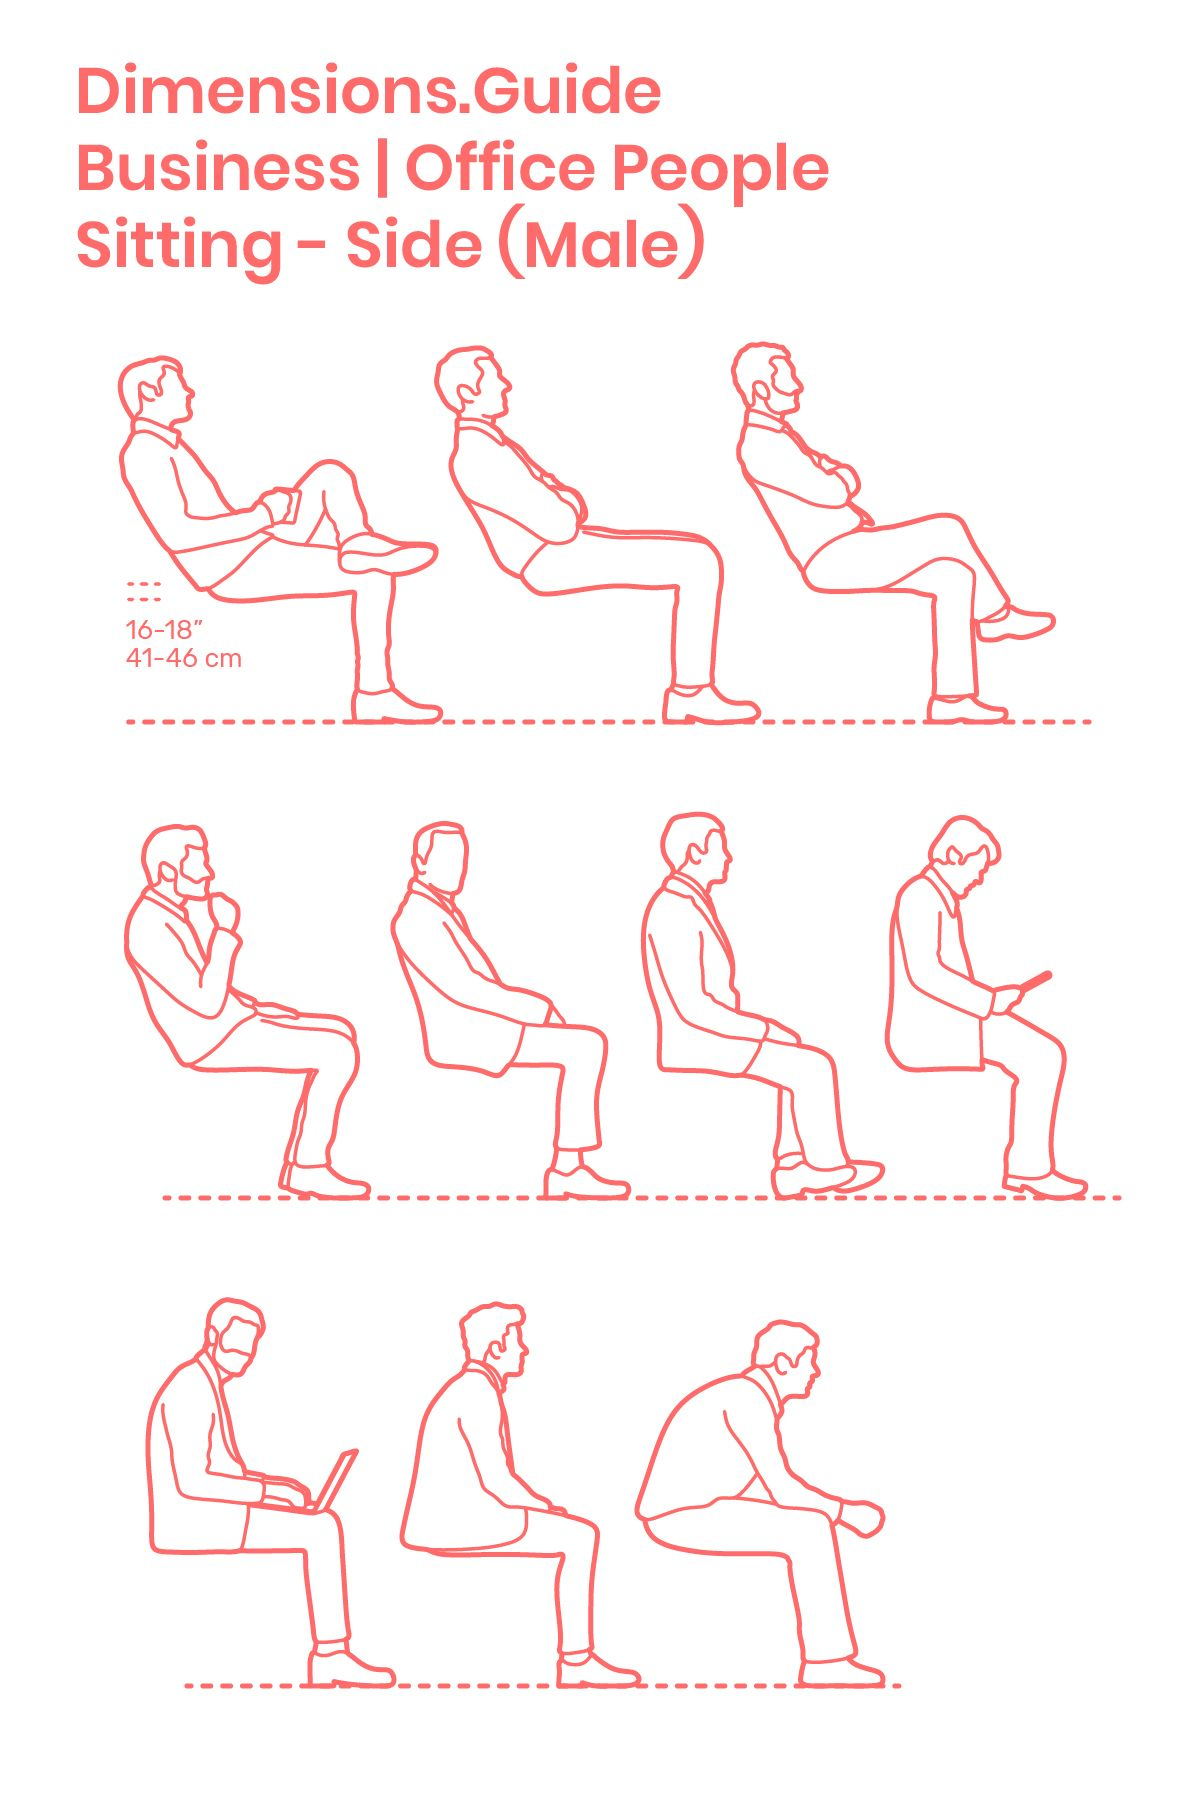 Dimensions.Guide
Business | Office People
Sitting - Side (Male)
16-18"
41-46 cm